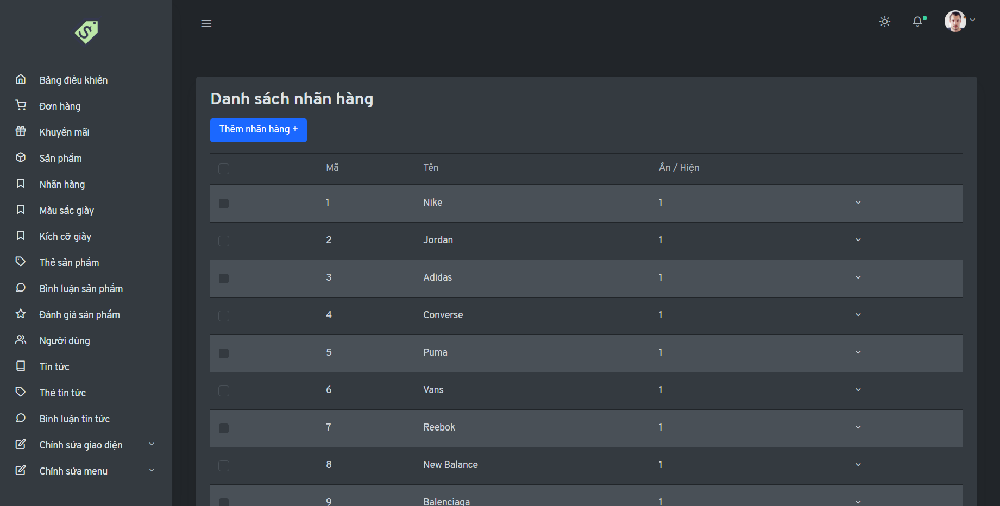 Bảng điều khiển
Đơn hàng
Khuyến mãi
Sản phẩm
Nhãn hàng
Màu sắc giày
Kích cỡ giày
Thẻ sản phẩm
Bình luận sản phẩm
Đánh giá sản phẩm
Người dùng
Tin tức
Thẻ tin tức
Bình luận tin tức
Chỉnh sửa giao diện
Chỉnh sửa menu
Danh sách nhãn hàng
Thêm nhãn hàng +
Mã Tên Ẩn / Hiện
1 Nike 1
2 Jordan 1
3 Adidas 1
4 Converse 1
5 Puma 1
6 Vans 1
7 Reebok 1
8 New Balance 1
9 Balenciaga 1